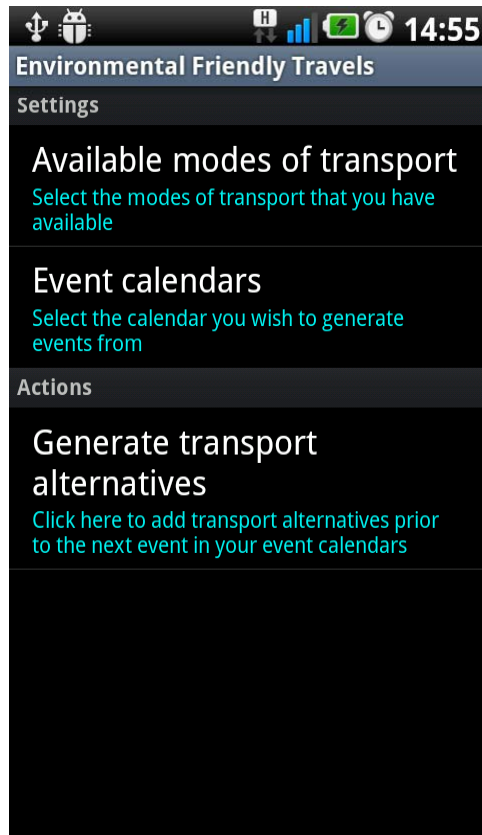 H
14:55
Environmental Friendly Travels
Settings
Available modes of transport
Select the modes of transport that you have
available
Event calendars
Select the calendar you wish to generate
events from
Actions
Generate transport
alternatives
Click here to add transport alternatives prior
to the next event in your event calendars